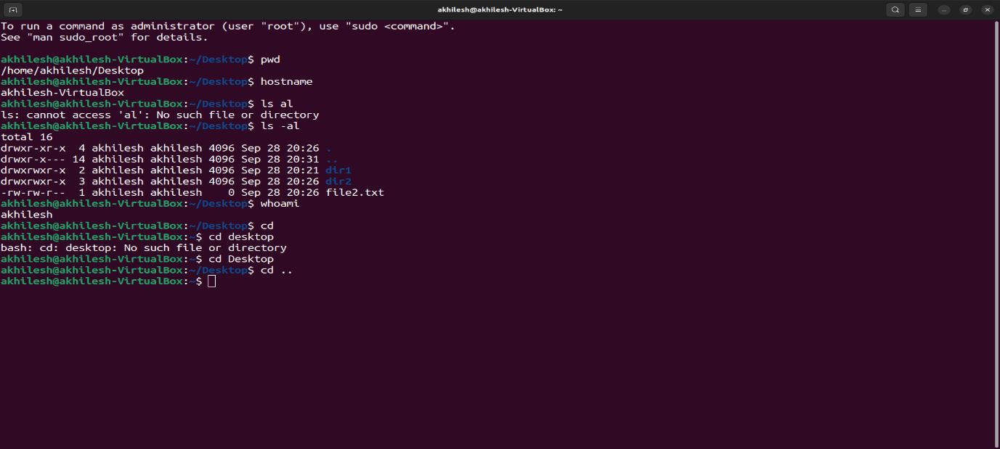 akhilesh@akhilesh-VirtualBox: ~
To run a command as administrator (user "root"), use "sudo <command>".
See "man sudo_root" for details.
akhilesh@akhilesh-VirtualBox:~/Desktop$ pwd
/home/akhilesh/Desktop
akhilesh@akhilesh-VirtualBox:~/Desktop$ hostname
akhilesh-VirtualBox
akhilesh@akhilesh-VirtualBox:~/Desktop$ ls al
ls: cannot access 'al': No such file or directory
akhilesh@akhilesh-VirtualBox:~/Desktop$ ls -al
total 16
drwxr-xr-x  4 akhilesh akhilesh 4096 Sep 28 20:26 .
drwxr-x--- 14 akhilesh akhilesh 4096 Sep 28 20:31 ..
drwxrwxr-x  2 akhilesh akhilesh 4096 Sep 28 20:21 dir1
drwxrwxr-x  3 akhilesh akhilesh 4096 Sep 28 20:26 dir2
-rw-rw-r--  1 akhilesh akhilesh    0 Sep 28 20:26 file2.txt
akhilesh@akhilesh-VirtualBox:~/Desktop$ whoami
akhilesh
akhilesh@akhilesh-VirtualBox:~/Desktop$ cd
akhilesh@akhilesh-VirtualBox:~$ cd desktop
bash: cd: desktop: No such file or directory
akhilesh@akhilesh-VirtualBox:~$ cd Desktop
akhilesh@akhilesh-VirtualBox:~/Desktop$ cd ..
akhilesh@akhilesh-VirtualBox:~$